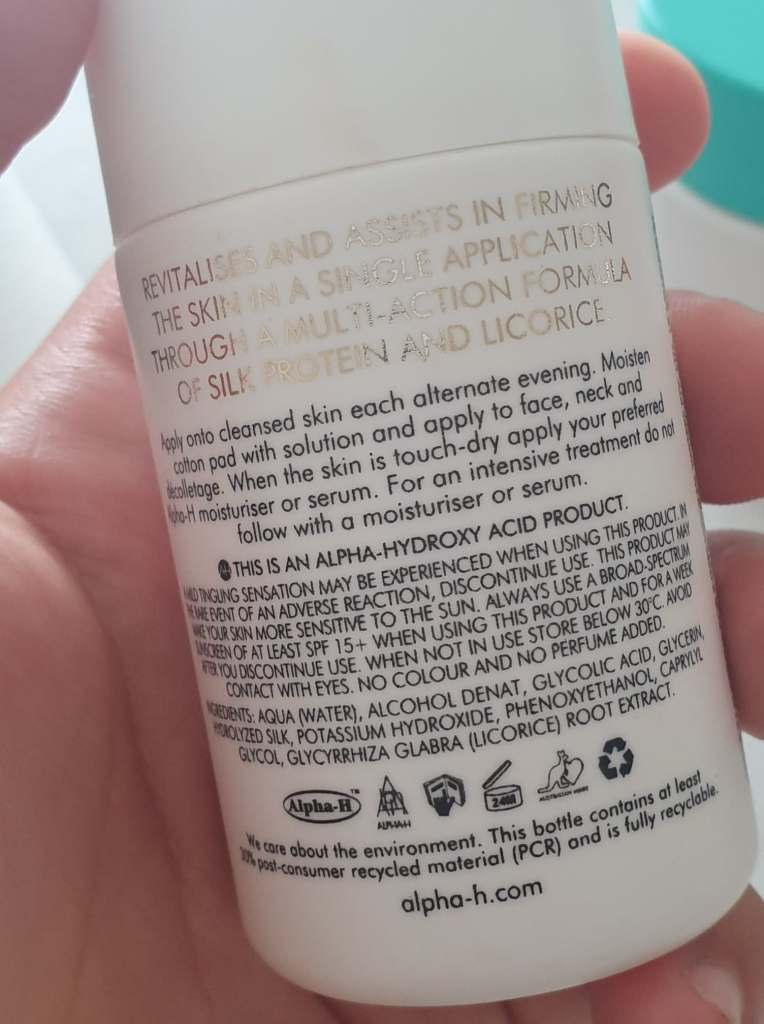 REVITALISES AND ASSISTS IN FIRMING
THE SKIN IN A SINGLE APPLICATION
THROUGH A MULTI-ACTION FORMULA
OF SILK PROTEIN AND LICORICE.
Apply onto cleansed skin each alternate evening. Moisten
cotton pad with solution and apply to face, neck and
décolletage. When the skin is touch-dry apply your preferred
Alpha-H moisturiser or serum. For an intensive treatment do not
follow with a moisturiser or serum.
THIS IS AN ALPHA-HYDROXY ACID PRODUCT.
A MILD TINGLING SENSATION MAY BE EXPERIENCED WHEN USING THIS PRODUCT. IN
THE RARE EVENT OF AN ADVERSE REACTION, DISCONTINUE USE. THIS PRODUCT MAY
MAKE YOUR SKIN MORE SENSITIVE TO THE SUN. ALWAYS USE A BROAD-SPECTRUM
SUNSCREEN OF AT LEAST SPF 15+ WHEN USING THIS PRODUCT AND FOR A WEEK
AFTER YOU DISCONTINUE USE. WHEN NOT IN USE STORE BELOW 30°C. AVOID
CONTACT WITH EYES. NO COLOUR AND NO PERFUME ADDED.
INGREDIENTS: AQUA (WATER), ALCOHOL DENAT, GLYCOLIC ACID, GLYCERIN,
HYDROLYZED SILK, POTASSIUM HYDROXIDE, PHENOXYETHANOL, CAPRYLYL
GLYCOL, GLYCYRRHIZA GLABRA (LICORICE) ROOT EXTRACT.
Alpha-H™
ALPHA-H
24M
AUSTRALIAN MADE
We care about the environment. This bottle contains at least
30% post-consumer recycled material (PCR) and is fully recyclable.
alpha-h.com